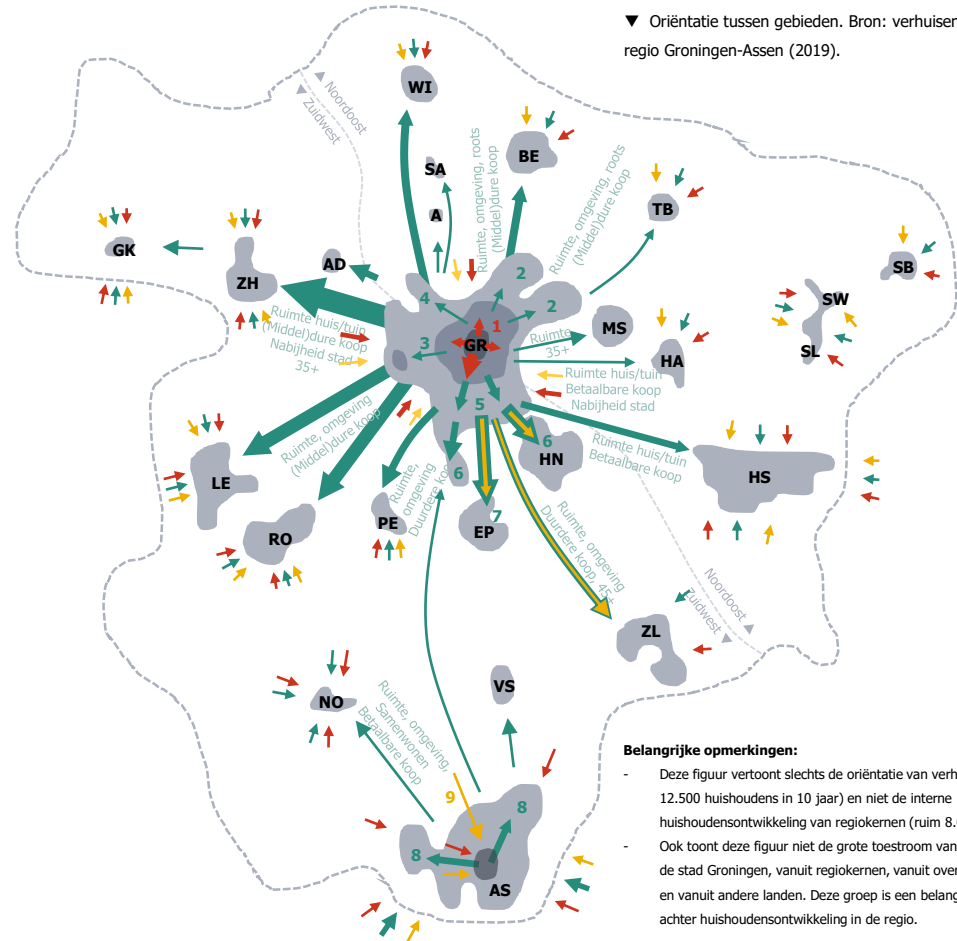 ▼ Oriëntatie tussen gebieden. Bron: verhuisen
regio Groningen-Assen (2019).
WI
Noordoost
Zuidwest
BE
SA
A
Ruimte, omgeving, roots
(Middel)dure koop
Ruimte, omgeving, roots
(Middel)dure koop
TB
GK
ZH
AD
SB
SW
SL
2
2
4
1
GR
3
MS
HA
Ruimte
35+
Ruimte huis/tuin
(Middel)dure koop
Nabijheid stad
35+
Ruimte huis/tuin
Betaalbare koop
Nabijheid stad
5
6
6
HN
Ruimte, omgeving
(Middel)dure koop
Ruimte huis/tuin
Betaalbare koop
HS
LE
RO
PE
Ruimte,
omgeving
Duurdere koop
EP
7
Ruimte, omgeving
Duurdere koop, 45+
Noordoost
Zuidwest
ZL
VS
NO
Ruimte, omgeving,
Samenwonen
Betaalbare koop
9
8
8
AS
Belangrijke opmerkingen:
- Deze figuur vertoont slechts de oriëntatie van verh
12.500 huishoudens in 10 jaar) en niet de interne
huishoudensontwikkeling van regiokernen (ruim 8.
- Ook toont deze figuur niet de grote toestroom van
de stad Groningen, vanuit regiokernen, vanuit over
en vanuit andere landen. Deze groep is een belang
achter huishoudensontwikkeling in de regio.